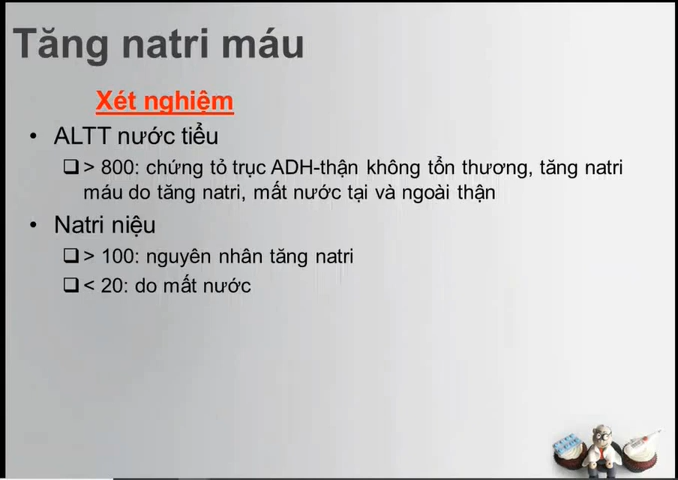 Tăng natri máu
Xét nghiệm
• ALTT nước tiểu
❑ > 800: chứng tỏ trục ADH-thận không tổn thương, tăng natri
máu do tăng natri, mất nước tại và ngoài thận
• Natri niệu
❑ > 100: nguyên nhân tăng natri
❑ < 20: do mất nước